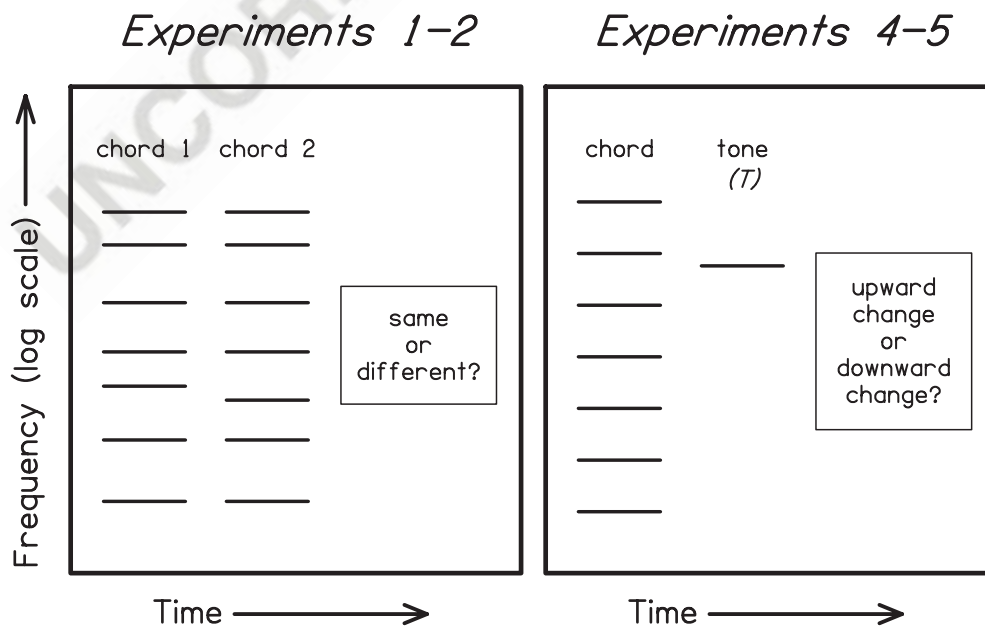 Experiments 1-2
Experiments 4-5
UNCOR
Frequency (log scale)
chord 1 chord 2
same
or
different?
chord
tone
(T)
upward
change
or
downward
change?
Time
Time